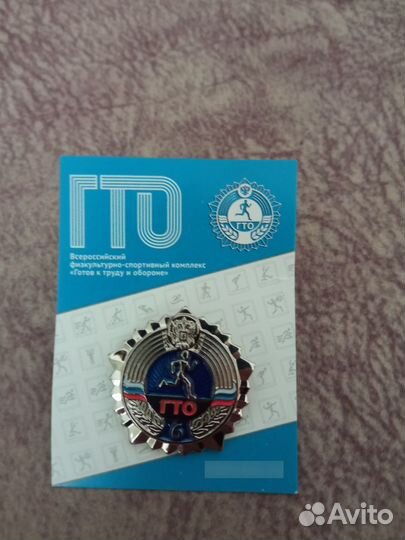 ГТО
ГТО
Всероссийский
физкультурно-спортивный комплекс
«Готов к труду и обороне»
ГТО
6
Avito